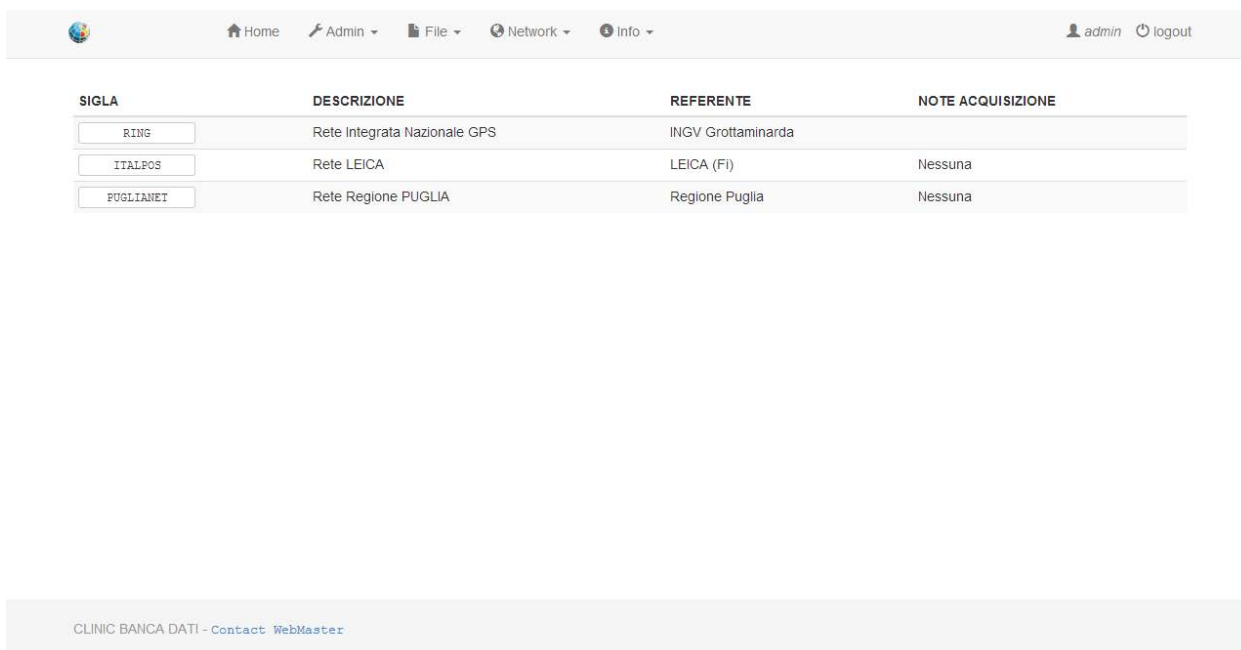 Home Admin File Network Info admin logout
SIGLA DESCRIZIONE REFERENTE NOTE ACQUISIZIONE
RING Rete Integrata Nazionale GPS INGV Grottaminarda
ITALPOS Rete LEICA LEICA (Fi) Nessuna
PUGLIANET Rete Regione PUGLIA Regione Puglia Nessuna
CLINIC BANCA DATI - Contact WebMaster